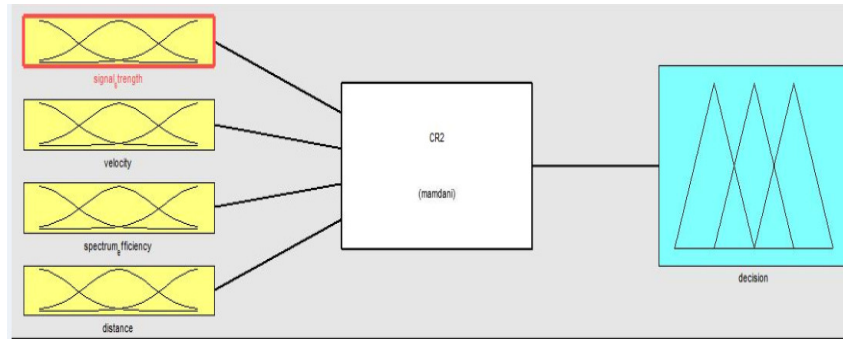 signal_strength
velocity
spectrum_efficiency
distance
CR2
(mamdani)
decision